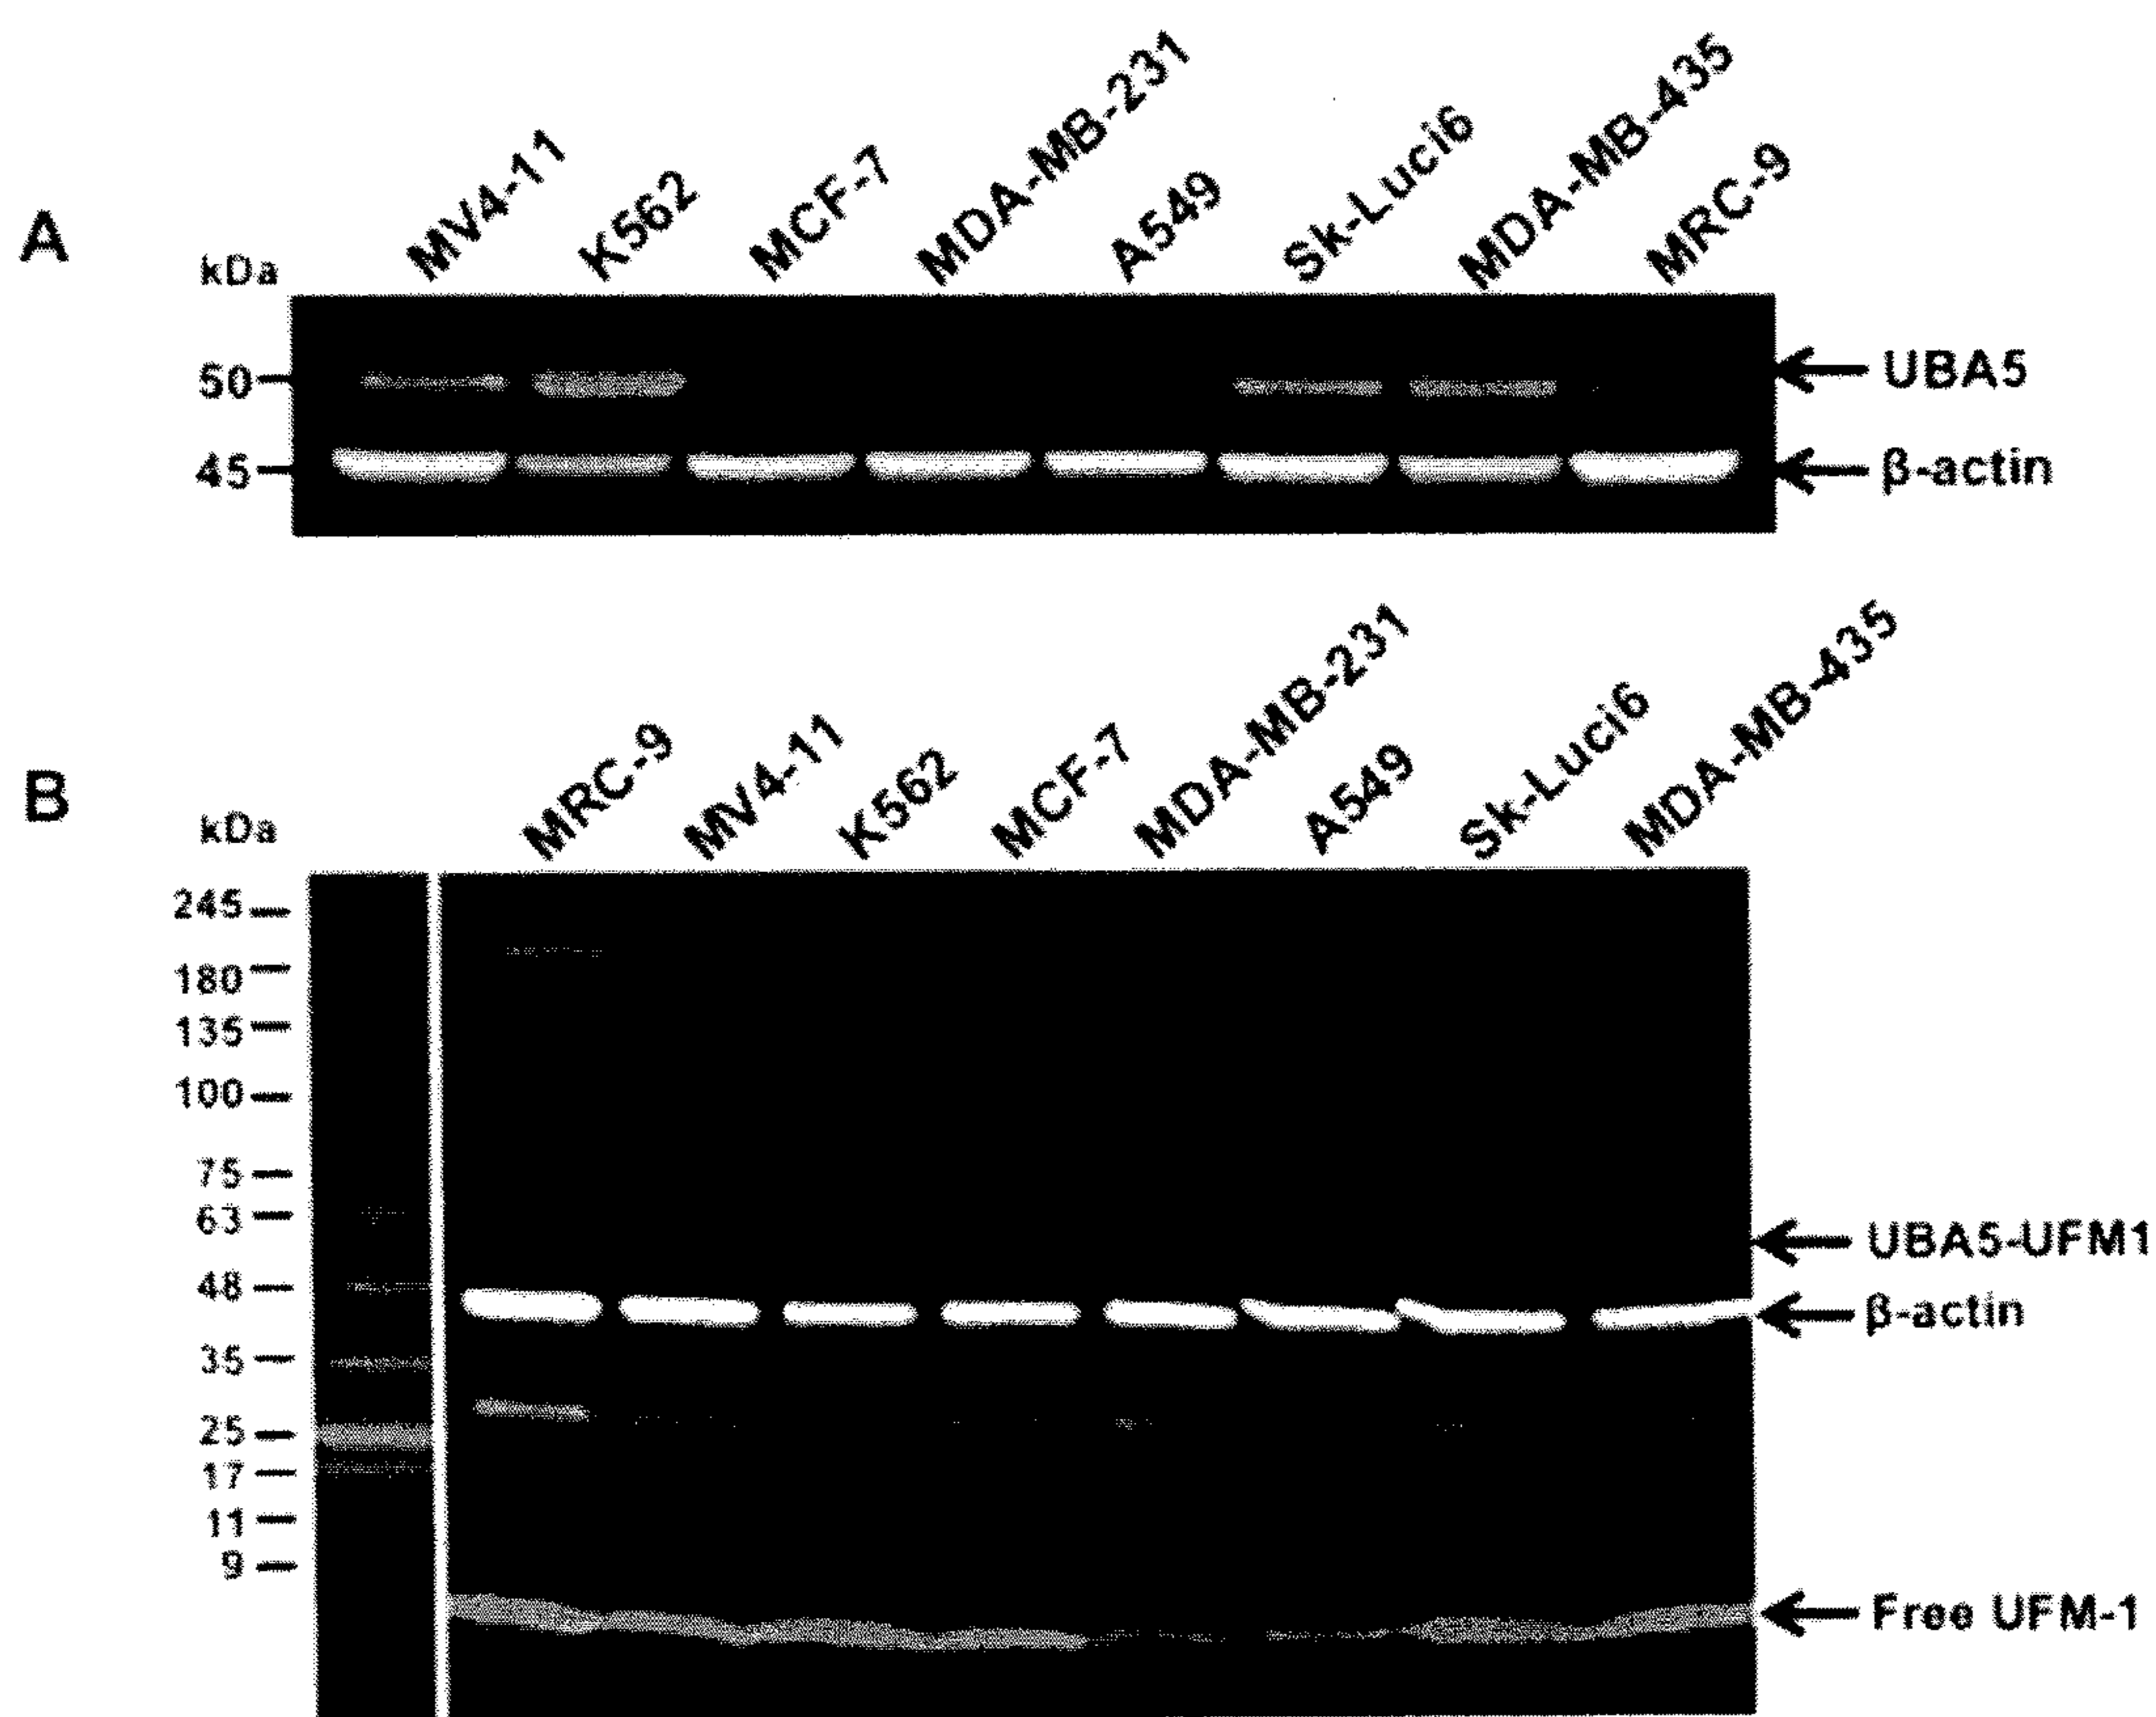 A
kDa
MV4-11
K562
MCF-7
MDA-MB-231
A549
Sk-Luci6
MDA-MB-435
MRC-9
50
UBA5
45
β-actin
B
kDa
MRC-9
MV4-11
K562
MCF-7
MDA-MB-231
A549
Sk-Luci6
MDA-MB-435
245
180
135
100
75
63
UBA5-UFM1
48
β-actin
35
25
17
11
9
Free UFM-1